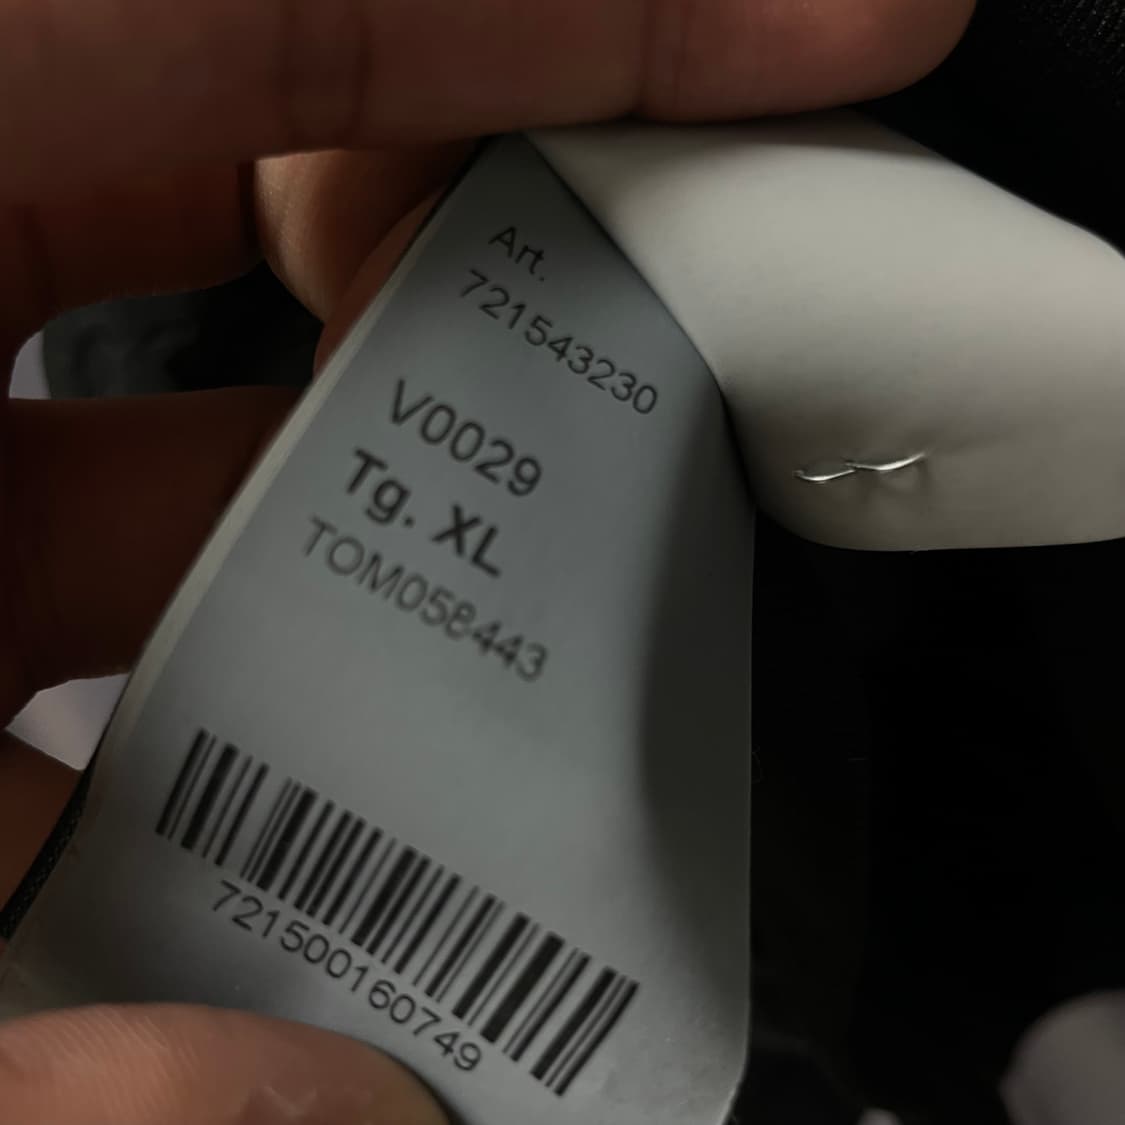 Art.
721543230
V0029
Tg. XL
TOM058443
721500160749